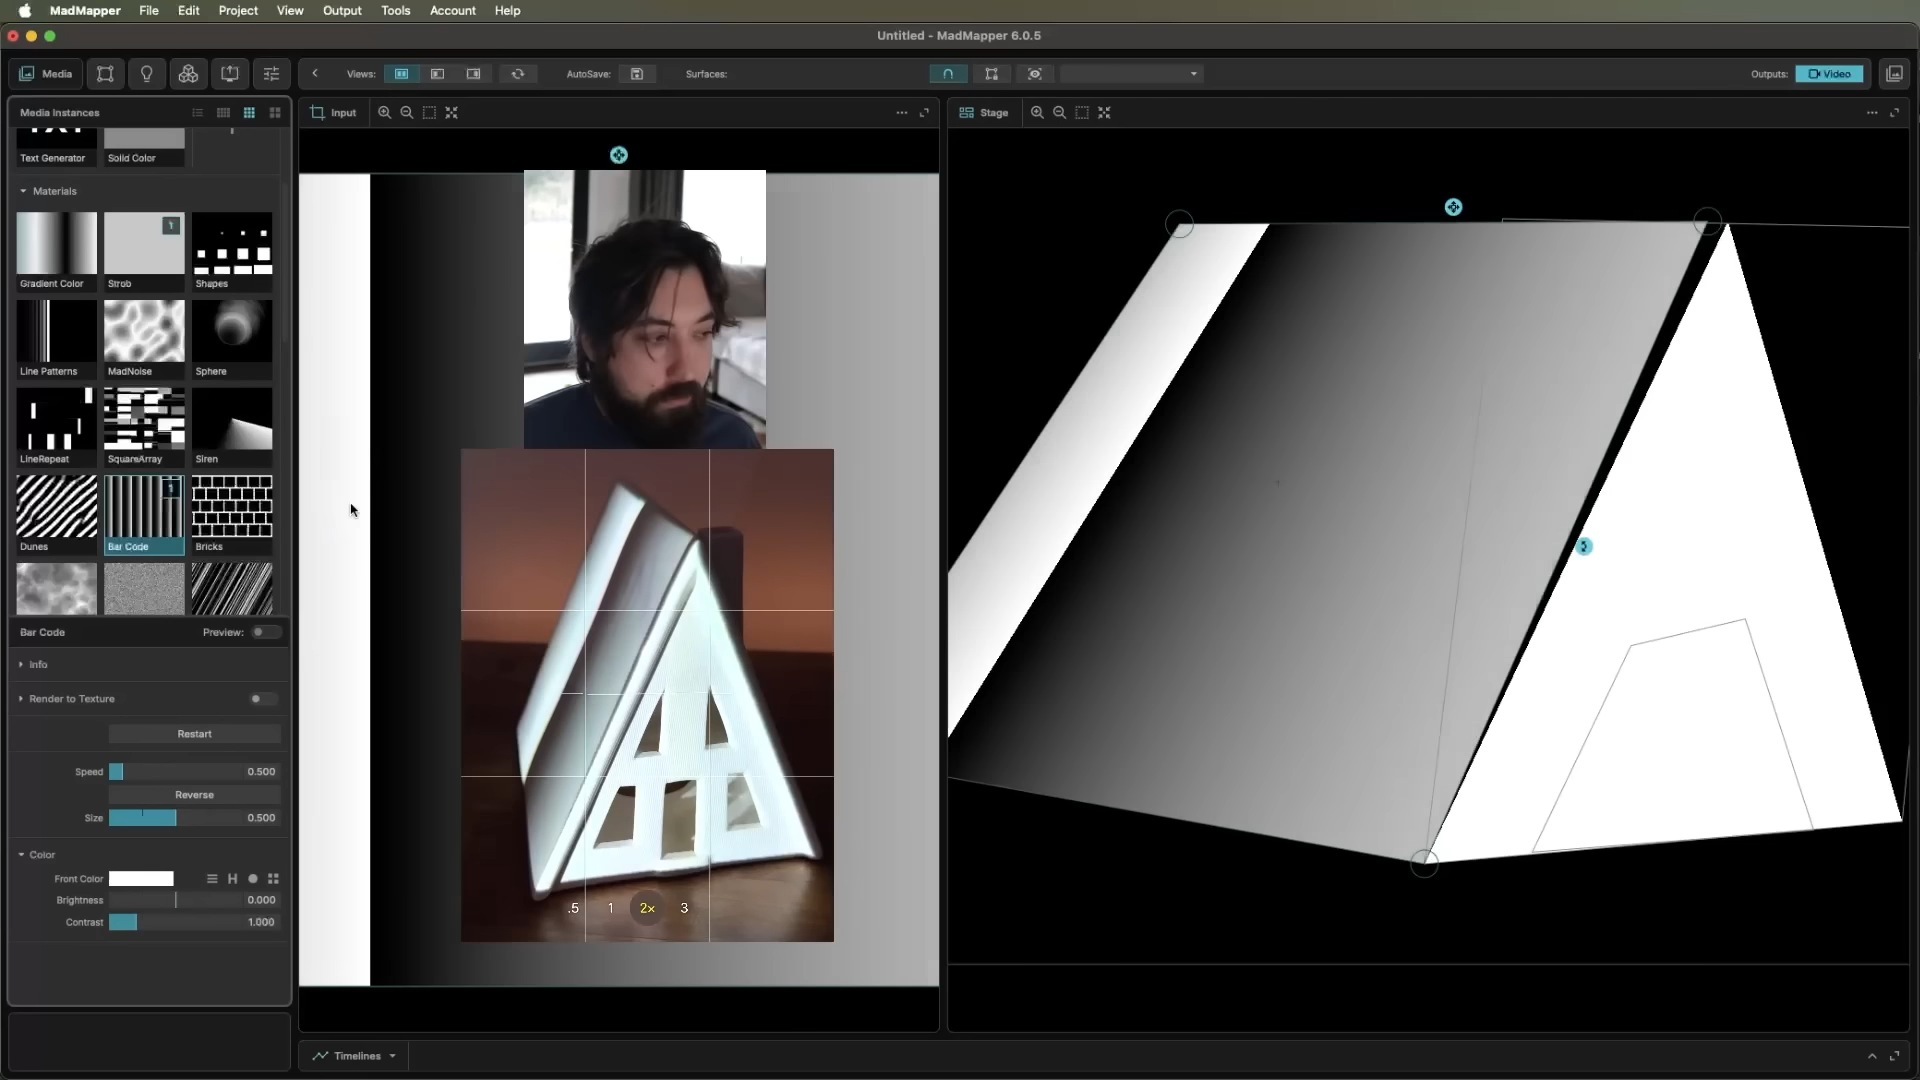 MadMapper File Edit Project View Output Tools Account Help
Untitled - MadMapper 6.0.5
Media
Views:
AutoSave:
Surfaces:
Outputs:
Video
Media Instances
Input
Stage
Text Generator
Solid Color
Materials
1
Gradient Color
Strob
Shapes
Line Patterns
MadNoise
Sphere
LineRepeat
SquareArray
Siren
1
Dunes
Bar Code
Bricks
Bar Code
Preview:
Info
Render to Texture
Restart
Speed 0.500
Reverse
Size 0.500
Color
Front Color
H
Brightness 0.000
Contrast 1.000
.5 1 2× 3
Timelines